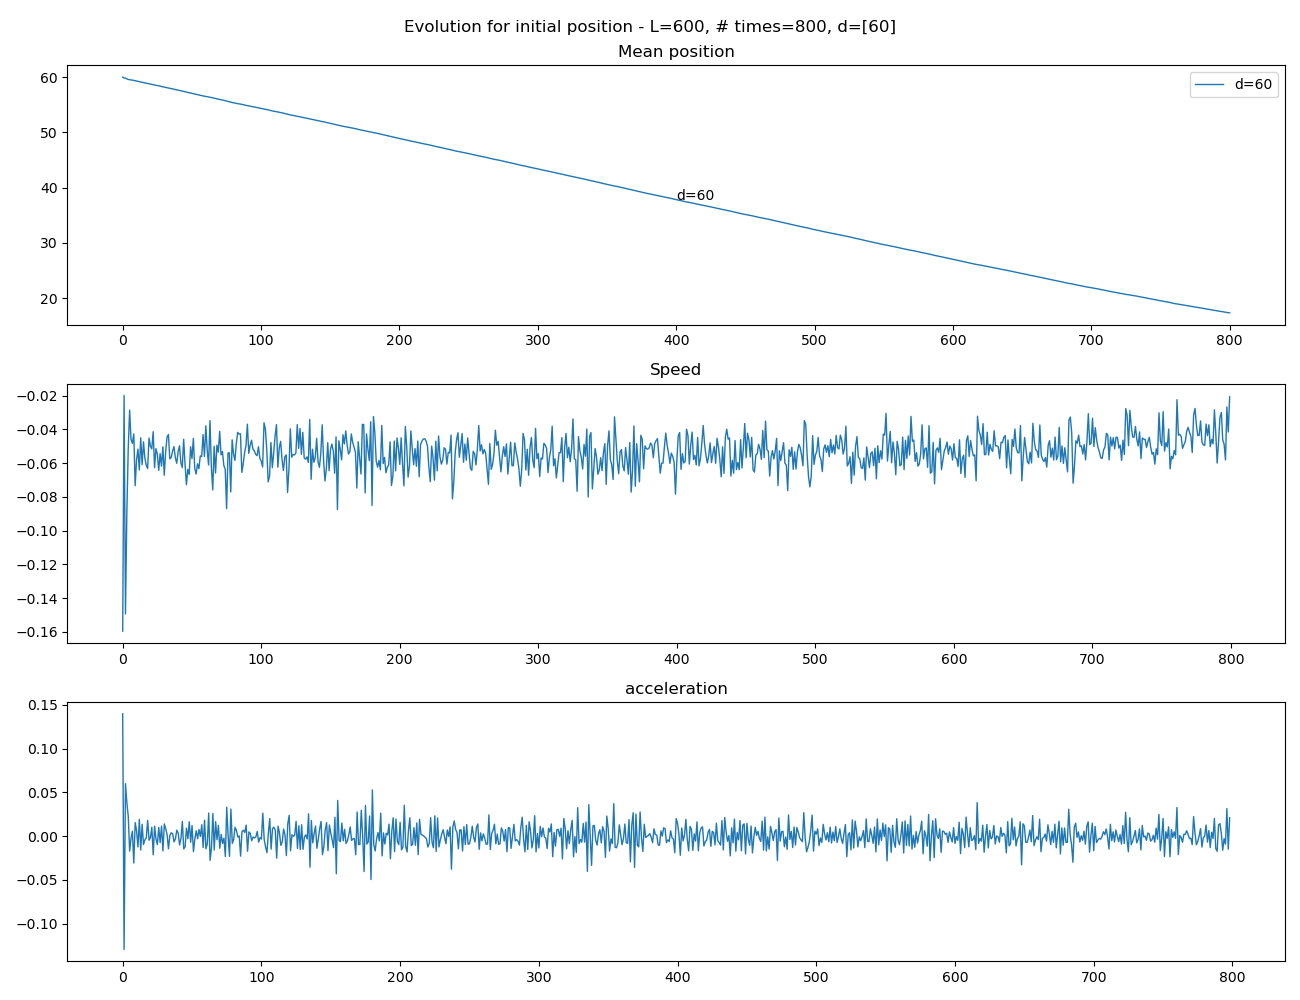 Evolution for initial position - L=600, # times=800, d=[60]
Mean position
60
50
40
30
20
d=60
d=60
0 100 200 300 400 500 600 700 800
Speed
−0.02
−0.04
−0.06
−0.08
−0.10
−0.12
−0.14
−0.16
0 100 200 300 400 500 600 700 800
acceleration
0.15
0.10
0.05
0.00
−0.05
−0.10
0 100 200 300 400 500 600 700 800